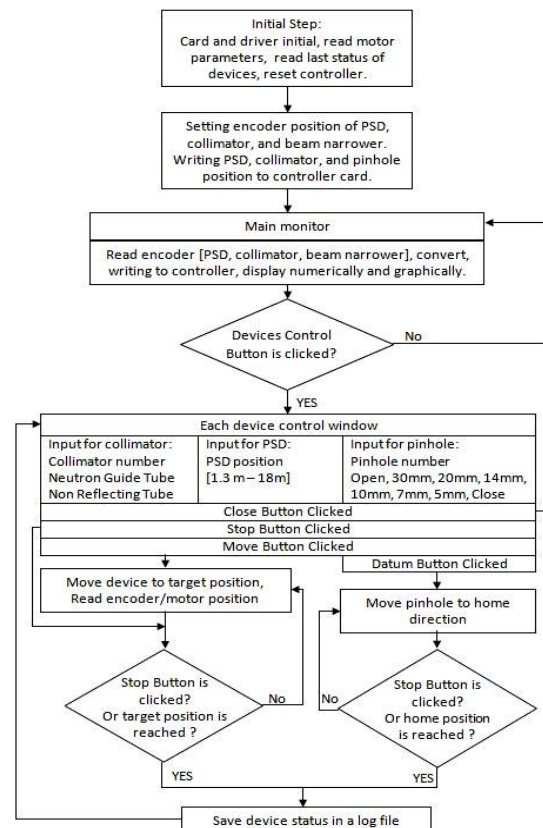 Initial Step:
Card and driver initial, read motor
parameters,  read last status of
devices, reset controller.
Setting encoder position of PSD,
collimator, and beam narrower.
Writing PSD, collimator, and pinhole
position to controller card.
Main monitor
Read encoder [PSD, collimator, beam narrower], convert,
writing to controller, display numerically and graphically.
Devices Control
Button is clicked?
No
YES
Each device control window
Input for collimator:
Collimator number
Neutron Guide Tube
Non Reflecting Tube
Input for PSD:
PSD position
[1.3 m – 18m]
Input for pinhole:
Pinhole number
Open, 30mm, 20mm, 14mm,
10mm, 7mm, 5mm, Close
Close Button Clicked
Stop Button Clicked
Move Button Clicked
Datum Button Clicked
Move device to target position,
Read encoder/motor position
Move pinhole to home
direction
Stop Button is
clicked?
Or target position is
reached ?
No
No
Stop Button is
clicked?
Or home position
is reached ?
YES
YES
Save device status in a log file